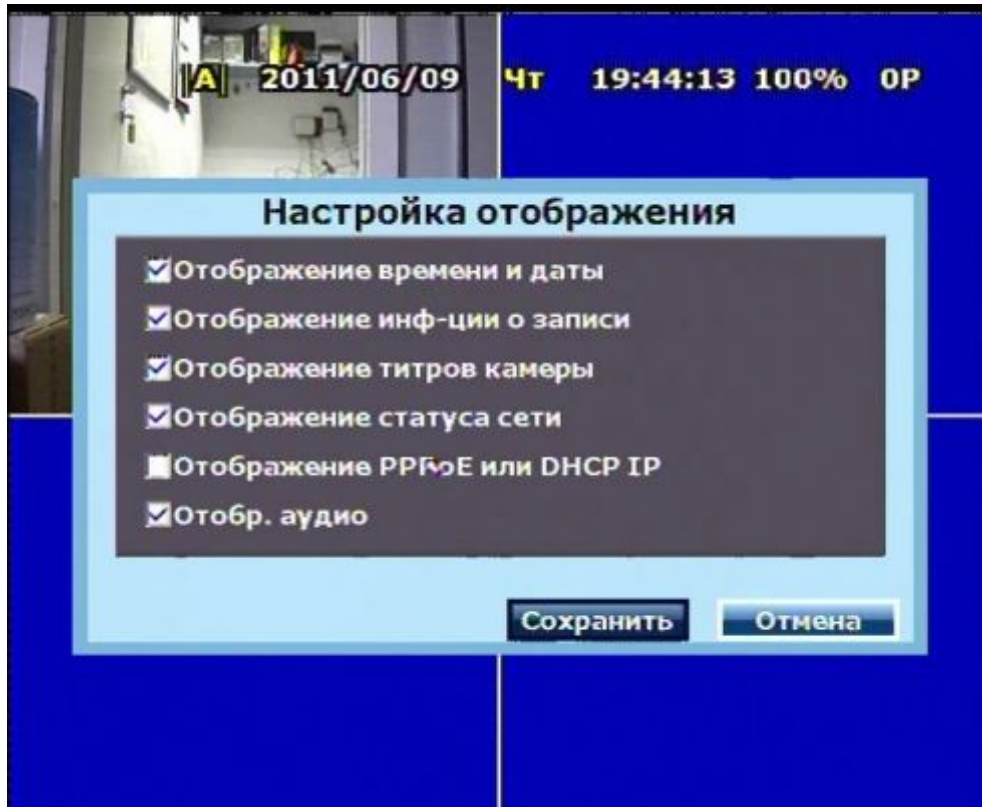 |A| 2011/06/09 Чт 19:44:13 100% 0P
Настройка отображения
Отображение времени и даты
Отображение инф-ции о записи
Отображение титров камеры
Отображение статуса сети
Отображение PPPoE или DHCP IP
Отобр. аудио
Сохранить Отмена